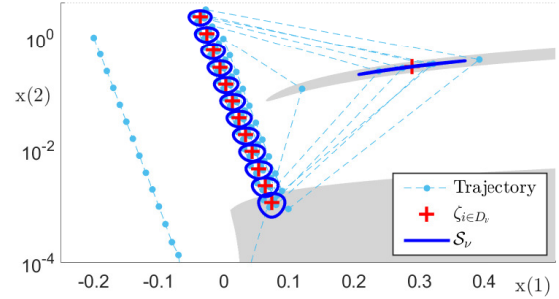 10^0
x(2)
10^-2
10^-4
-0.2 -0.1 0 0.1 0.2 0.3 0.4 x(1)
Trajectory
ζ_{i∈D_ν}
𝒮_ν